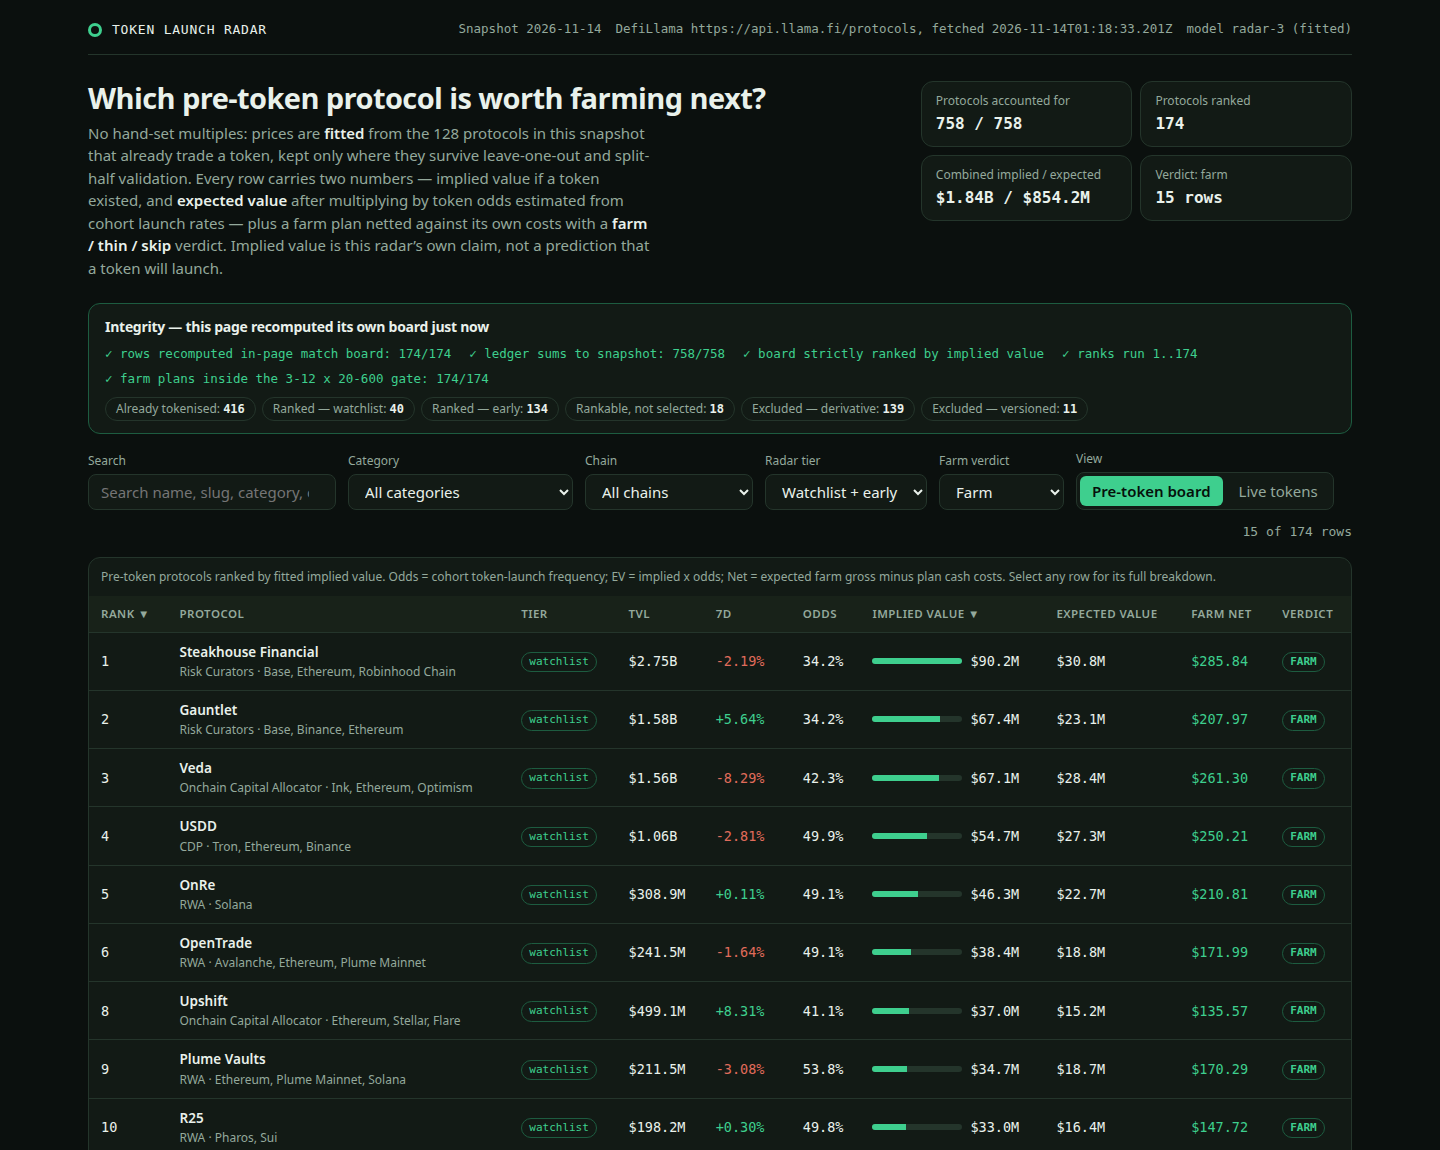 TOKEN LAUNCH RADAR
Snapshot 2026-11-14 DefiLlama https://api.llama.fi/protocols, fetched 2026-11-14T01:18:33.201Z model radar-3 (fitted)
Which pre-token protocol is worth farming next?
No hand-set multiples: prices are fitted from the 128 protocols in this snapshot
that already trade a token, kept only where they survive leave-one-out and split-
half validation. Every row carries two numbers — implied value if a token
existed, and expected value after multiplying by token odds estimated from
cohort launch rates — plus a farm plan netted against its own costs with a farm
/ thin / skip verdict. Implied value is this radar's own claim, not a prediction that
a token will launch.
Protocols accounted for
758 / 758
Protocols ranked
174
Combined implied / expected
$1.84B / $854.2M
Verdict: farm
15 rows
Integrity — this page recomputed its own board just now
✓ rows recomputed in-page match board: 174/174 ✓ ledger sums to snapshot: 758/758 ✓ board strictly ranked by implied value ✓ ranks run 1..174
✓ farm plans inside the 3-12 x 20-600 gate: 174/174
Already tokenised: 416 Ranked — watchlist: 40 Ranked — early: 134 Rankable, not selected: 18 Excluded — derivative: 139 Excluded — versioned: 11
Search Category Chain Radar tier Farm verdict View
Search name, slug, category, All categories All chains Watchlist + early Farm Pre-token board Live tokens
15 of 174 rows
Pre-token protocols ranked by fitted implied value. Odds = cohort token-launch frequency; EV = implied x odds; Net = expected farm gross minus plan cash costs. Select any row for its full breakdown.
RANK ▼ PROTOCOL TIER TVL 7D ODDS IMPLIED VALUE ▼ EXPECTED VALUE FARM NET VERDICT
1 Steakhouse Financial watchlist $2.75B -2.19% 34.2% $90.2M $30.8M $285.84 FARM
Risk Curators · Base, Ethereum, Robinhood Chain
2 Gauntlet watchlist $1.58B +5.64% 34.2% $67.4M $23.1M $207.97 FARM
Risk Curators · Base, Binance, Ethereum
3 Veda watchlist $1.56B -8.29% 42.3% $67.1M $28.4M $261.30 FARM
Onchain Capital Allocator · Ink, Ethereum, Optimism
4 USDD watchlist $1.06B -2.81% 49.9% $54.7M $27.3M $250.21 FARM
CDP · Tron, Ethereum, Binance
5 OnRe watchlist $308.9M +0.11% 49.1% $46.3M $22.7M $210.81 FARM
RWA · Solana
6 OpenTrade watchlist $241.5M -1.64% 49.1% $38.4M $18.8M $171.99 FARM
RWA · Avalanche, Ethereum, Plume Mainnet
8 Upshift watchlist $499.1M +8.31% 41.1% $37.0M $15.2M $135.57 FARM
Onchain Capital Allocator · Ethereum, Stellar, Flare
9 Plume Vaults watchlist $211.5M -3.08% 53.8% $34.7M $18.7M $170.29 FARM
RWA · Ethereum, Plume Mainnet, Solana
10 R25 watchlist $198.2M +0.30% 49.8% $33.0M $16.4M $147.72 FARM
RWA · Pharos, Sui